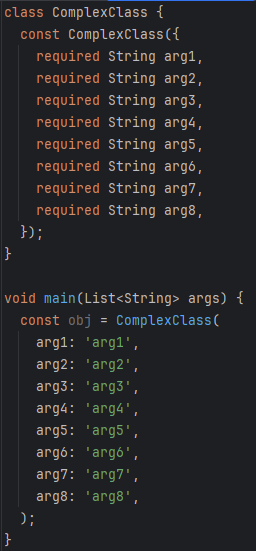 class ComplexClass {
  const ComplexClass({
    required String arg1,
    required String arg2,
    required String arg3,
    required String arg4,
    required String arg5,
    required String arg6,
    required String arg7,
    required String arg8,
  });
}

void main(List<String> args) {
  const obj = ComplexClass(
    arg1: 'arg1',
    arg2: 'arg2',
    arg3: 'arg3',
    arg4: 'arg4',
    arg5: 'arg5',
    arg6: 'arg6',
    arg7: 'arg7',
    arg8: 'arg8',
  );
}